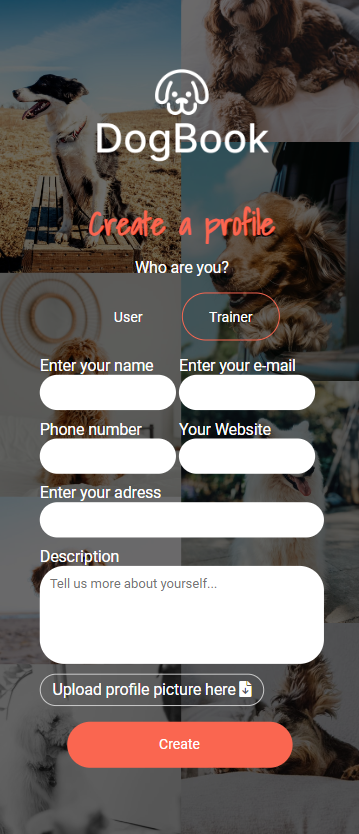 DogBook
Create a profile
Who are you?
User Trainer
Enter your name Enter your e-mail
Phone number Your Website
Enter your adress
Description
Tell us more about yourself...
Upload profile picture here
Create